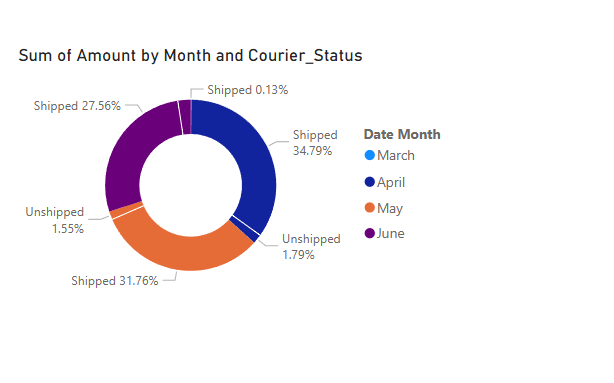 Sum of Amount by Month and Courier_Status
Shipped 0.13%
Shipped 27.56%
Shipped
34.79%
Date Month
March
April
May
June
Unshipped
1.55%
Unshipped
1.79%
Shipped 31.76%